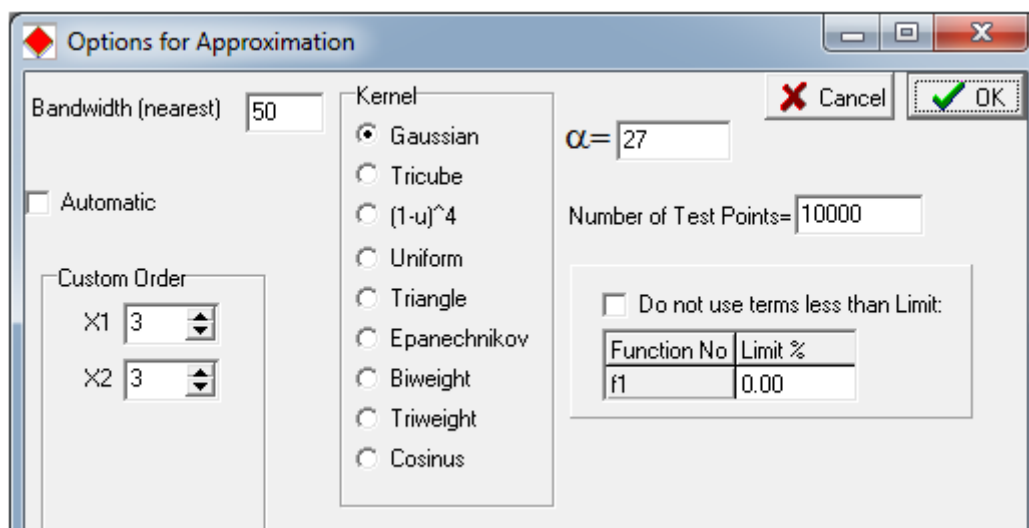 Options for Approximation
Bandwidth (nearest) 50
Automatic
Custom Order
X1 3
X2 3
Kernel
Gaussian
Tricube
(1-u)^4
Uniform
Triangle
Epanechnikov
Biweight
Triweight
Cosinus
Cancel OK
α= 27
Number of Test Points= 10000
Do not use terms less than Limit:
Function No Limit %
f1 0.00